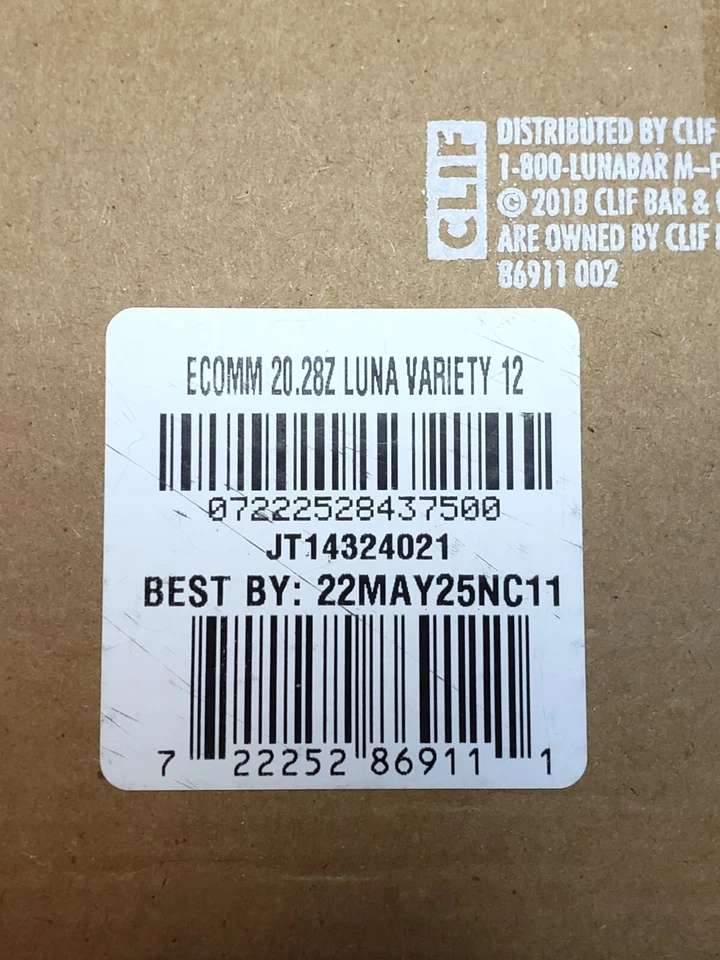 CLIF
DISTRIBUTED BY CLIF
1-800-LUNABAR M–F
© 2018 CLIF BAR &
ARE OWNED BY CLIF
86911 002
ECOMM 20.28Z LUNA VARIETY 12
07222528437500
JT14324021
BEST BY: 22MAY25NC11
7 22252 86911 1